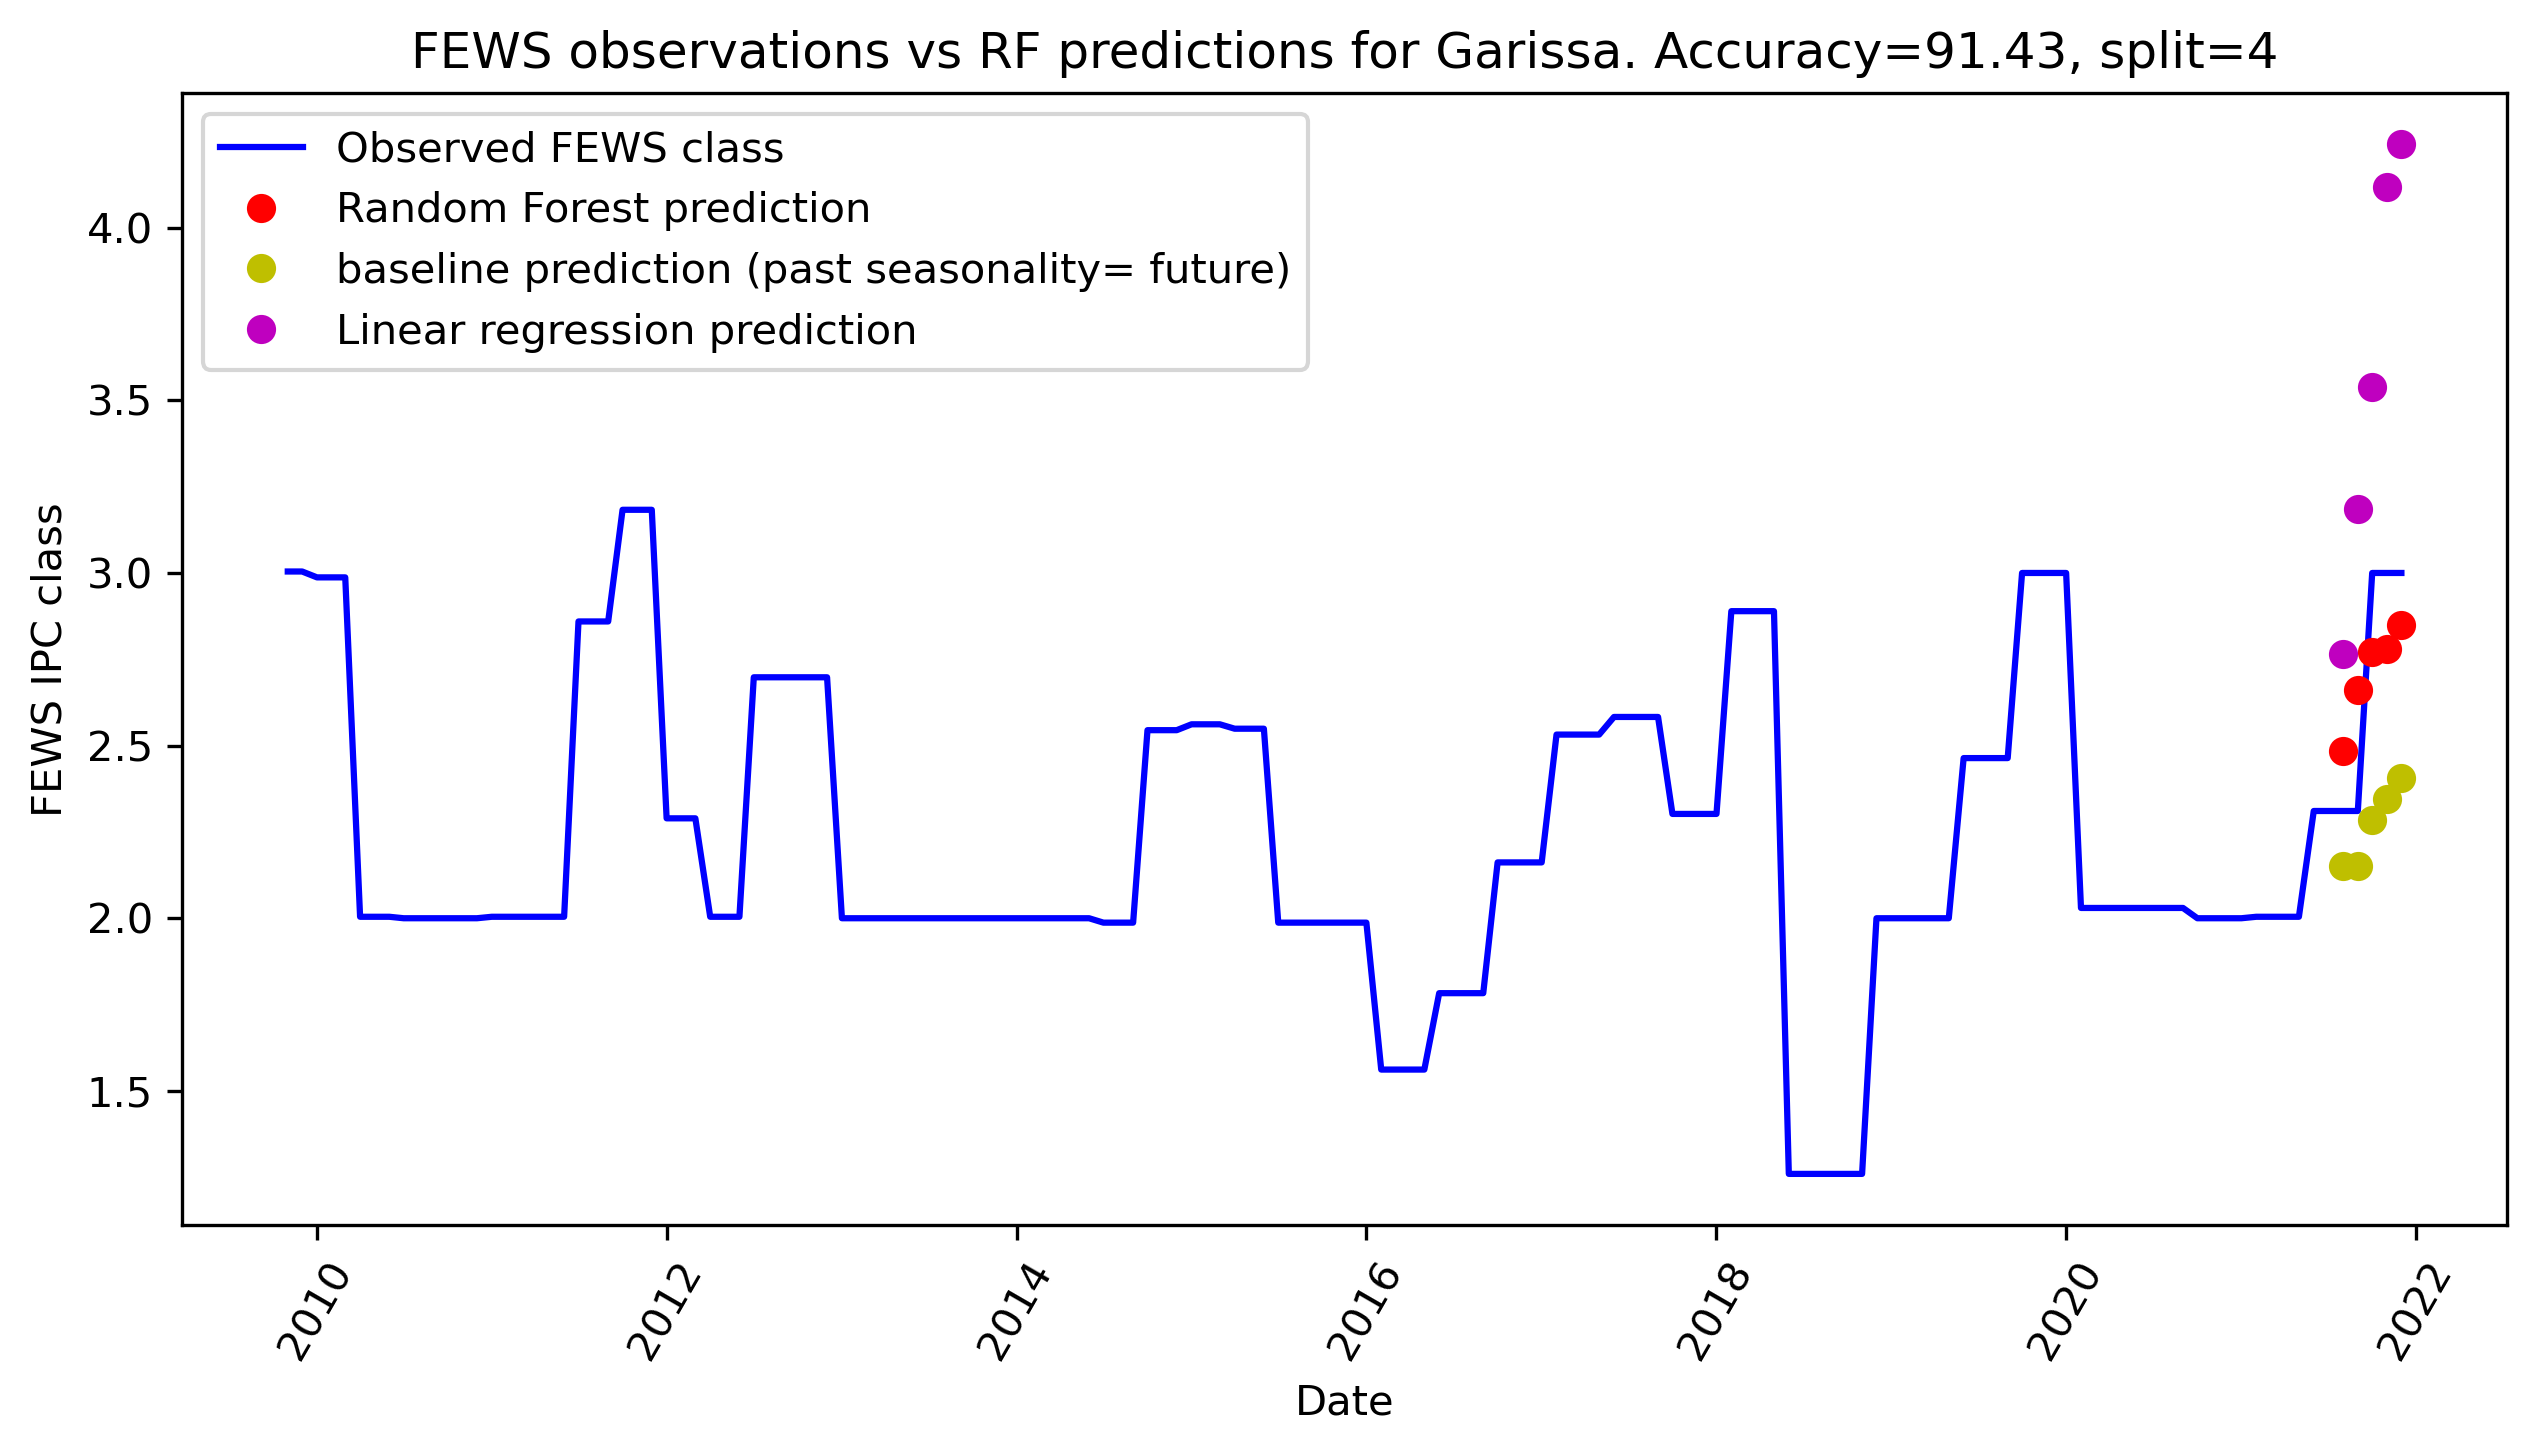 FEWS observations vs RF predictions for Garissa. Accuracy=91.43, split=4
Observed FEWS class
Random Forest prediction
baseline prediction (past seasonality= future)
Linear regression prediction
FEWS IPC class
4.0
3.5
3.0
2.5
2.0
1.5
2010
2012
2014
2016
2018
2020
2022
Date